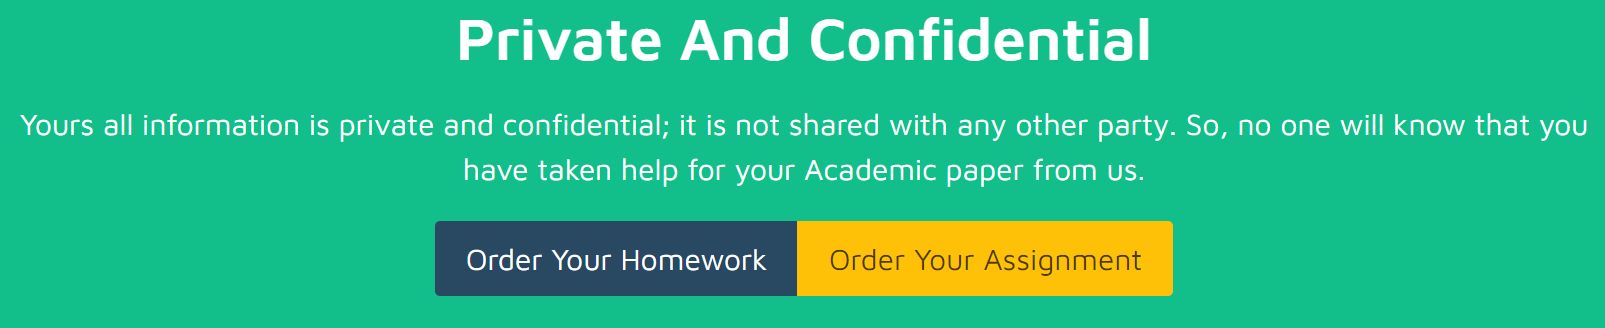 Private And Confidential
Yours all information is private and confidential; it is not shared with any other party. So, no one will know that you
have taken help for your Academic paper from us.
Order Your Homework
Order Your Assignment